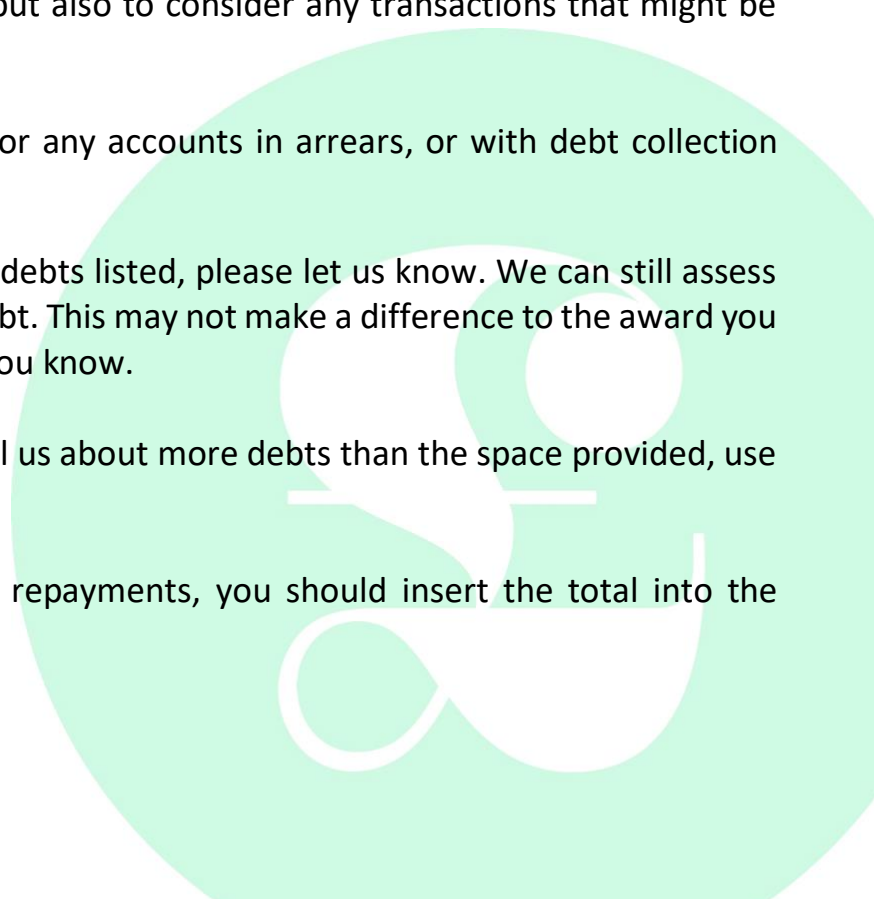 but also to consider any transactions that might be
or any accounts in arrears, or with debt collection
debts listed, please let us know. We can still assess
bt. This may not make a difference to the award you
ou know.
l us about more debts than the space provided, use
repayments, you should insert the total into the
£